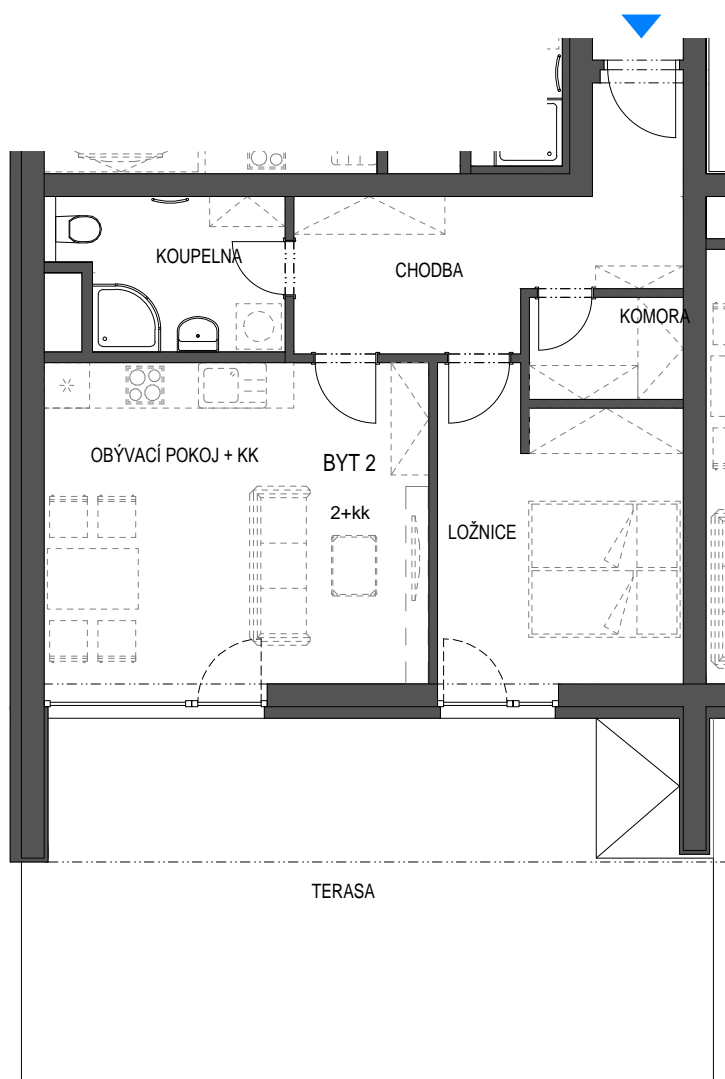 KOUPELNA
CHODBA
KOMORA
OBÝVACÍ POKOJ + KK
BYT 2
2+kk
LOŽNICE
TERASA